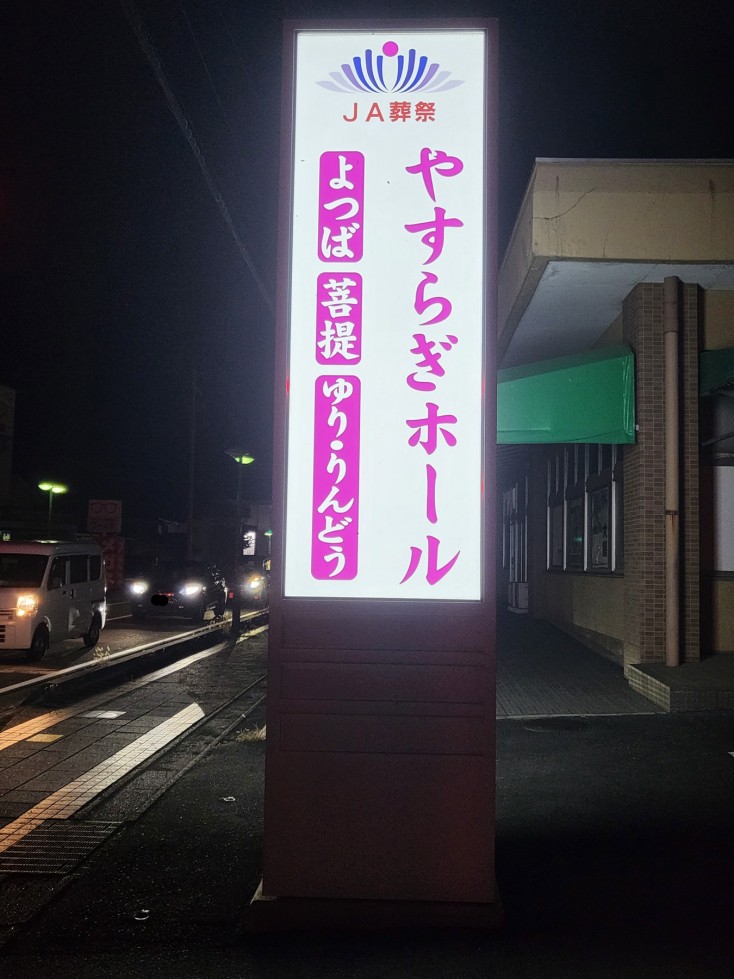 JA葬祭
やすらぎホール
よつば
菩提
ゆり・りんどう